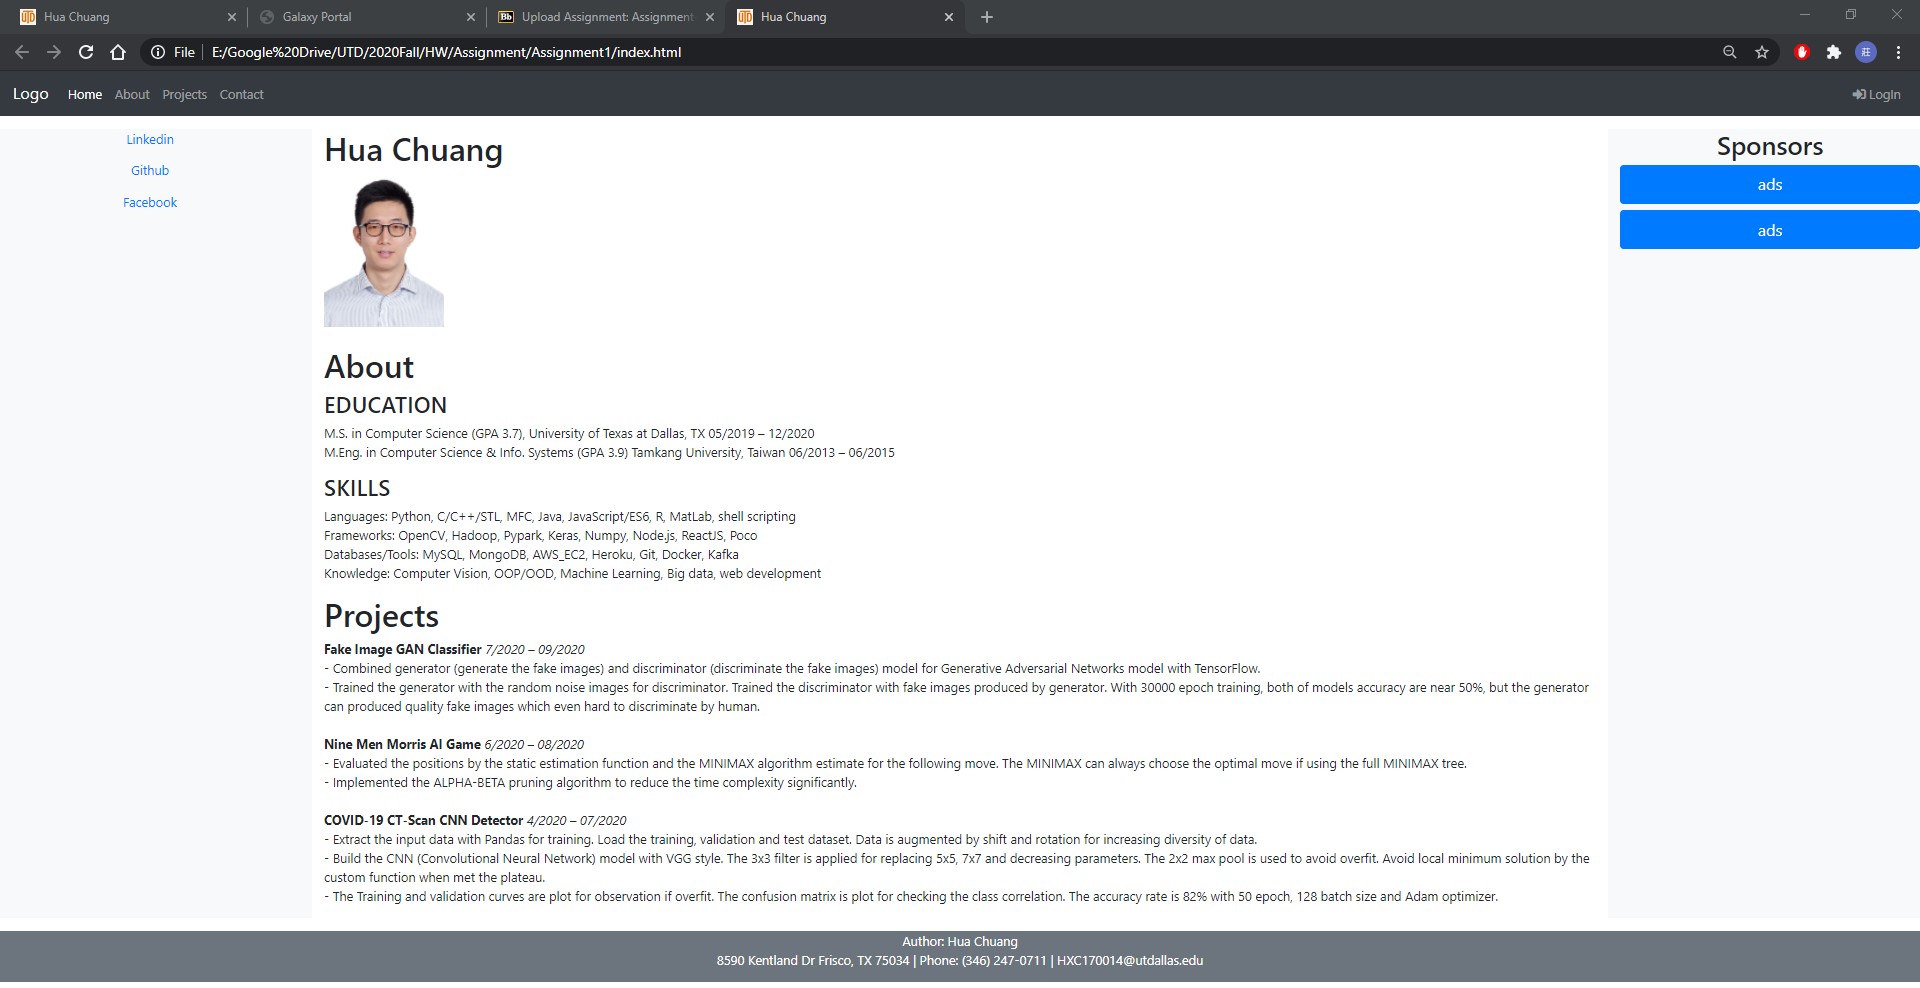 Hua Chuang
Galaxy Portal
Bb Upload Assignment: Assignment
Hua Chuang
File E:/Google%20Drive/UTD/2020Fall/HW/Assignment/Assignment1/index.html
Logo Home About Projects Contact LogIn
Linkedin
Github
Facebook
Hua Chuang
About
EDUCATION
M.S. in Computer Science (GPA 3.7), University of Texas at Dallas, TX 05/2019 – 12/2020
M.Eng. in Computer Science & Info. Systems (GPA 3.9) Tamkang University, Taiwan 06/2013 – 06/2015
SKILLS
Languages: Python, C/C++/STL, MFC, Java, JavaScript/ES6, R, MatLab, shell scripting
Frameworks: OpenCV, Hadoop, Pypark, Keras, Numpy, Node.js, ReactJS, Poco
Databases/Tools: MySQL, MongoDB, AWS_EC2, Heroku, Git, Docker, Kafka
Knowledge: Computer Vision, OOP/OOD, Machine Learning, Big data, web development
Projects
Fake Image GAN Classifier 7/2020 – 09/2020
- Combined generator (generate the fake images) and discriminator (discriminate the fake images) model for Generative Adversarial Networks model with TensorFlow.
- Trained the generator with the random noise images for discriminator. Trained the discriminator with fake images produced by generator. With 30000 epoch training, both of models accuracy are near 50%, but the generator
can produced quality fake images which even hard to discriminate by human.
Nine Men Morris AI Game 6/2020 – 08/2020
- Evaluated the positions by the static estimation function and the MINIMAX algorithm estimate for the following move. The MINIMAX can always choose the optimal move if using the full MINIMAX tree.
- Implemented the ALPHA-BETA pruning algorithm to reduce the time complexity significantly.
COVID-19 CT-Scan CNN Detector 4/2020 – 07/2020
- Extract the input data with Pandas for training. Load the training, validation and test dataset. Data is augmented by shift and rotation for increasing diversity of data.
- Build the CNN (Convolutional Neural Network) model with VGG style. The 3x3 filter is applied for replacing 5x5, 7x7 and decreasing parameters. The 2x2 max pool is used to avoid overfit. Avoid local minimum solution by the
custom function when met the plateau.
- The Training and validation curves are plot for observation if overfit. The confusion matrix is plot for checking the class correlation. The accuracy rate is 82% with 50 epoch, 128 batch size and Adam optimizer.
Sponsors
ads
ads
Author: Hua Chuang
8590 Kentland Dr Frisco, TX 75034 | Phone: (346) 247-0711 | HXC170014@utdallas.edu